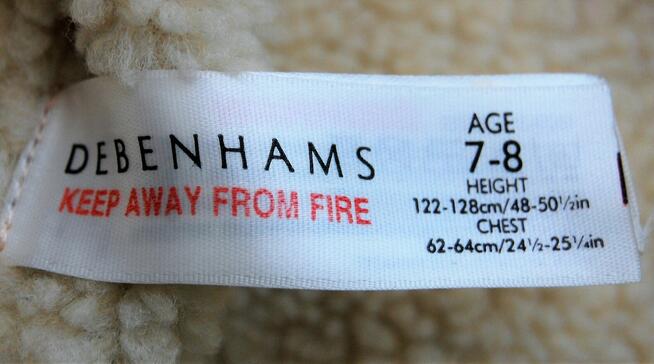 DEBENHAMS
KEEP AWAY FROM FIRE
AGE
7-8
HEIGHT
122-128cm/48-50½in
CHEST
62-64cm/24½-25¼in